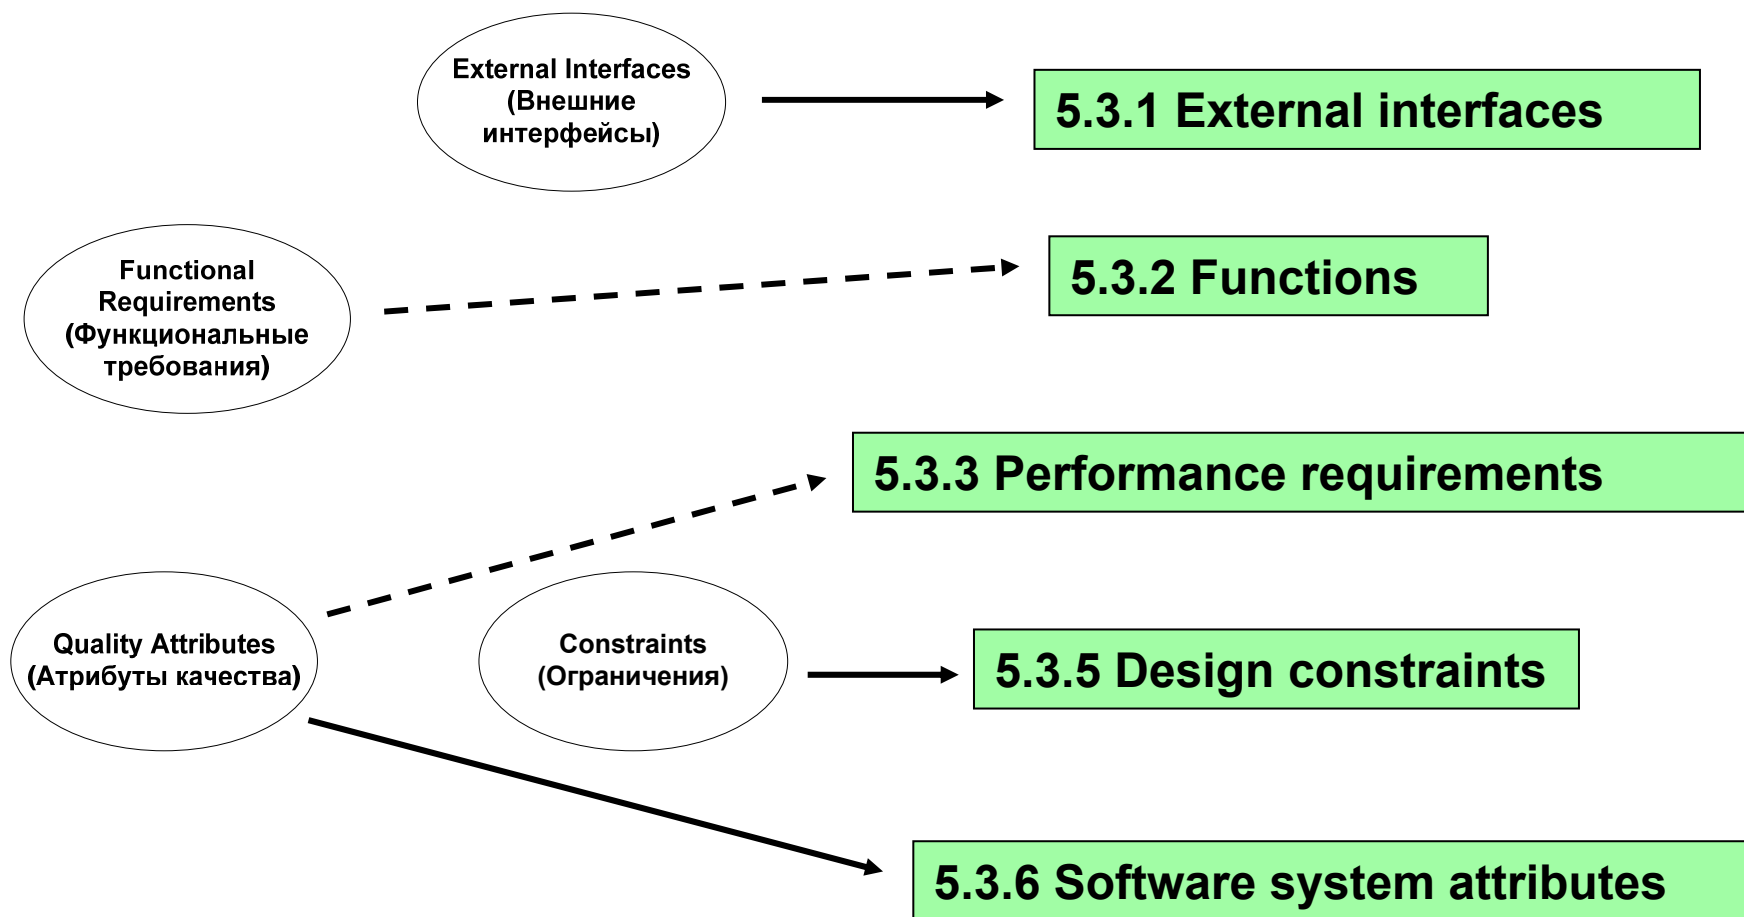 External Interfaces
(Внешние
интерфейсы)
5.3.1 External interfaces
Functional
Requirements
(Функциональные
требования)
5.3.2 Functions
5.3.3 Performance requirements
Quality Attributes
(Атрибуты качества)
Constraints
(Ограничения)
5.3.5 Design constraints
5.3.6 Software system attributes